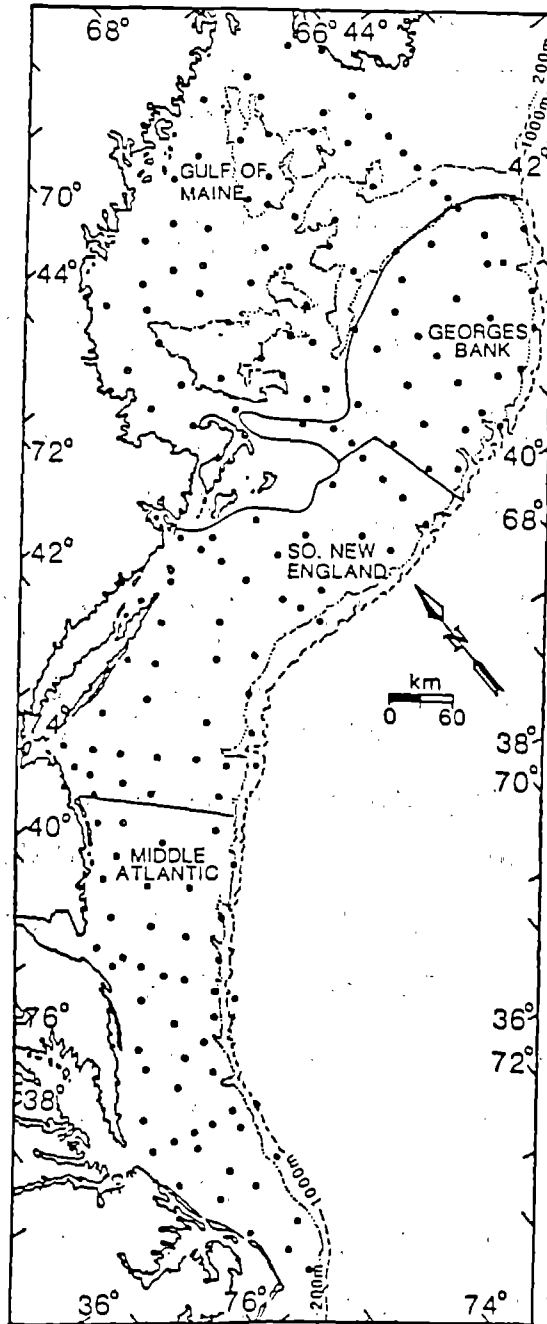 68°
66°
44°
200m
1000m
42°
GULF OF
MAINE
70°
44°
GEORGES
BANK
72°
40°
68°
42°
SO. NEW
ENGLAND
N
km
0 60
38°
70°
40°
MIDDLE
ATLANTIC
76°
36°
72°
38°
1000m
200m
36°
76°
74°